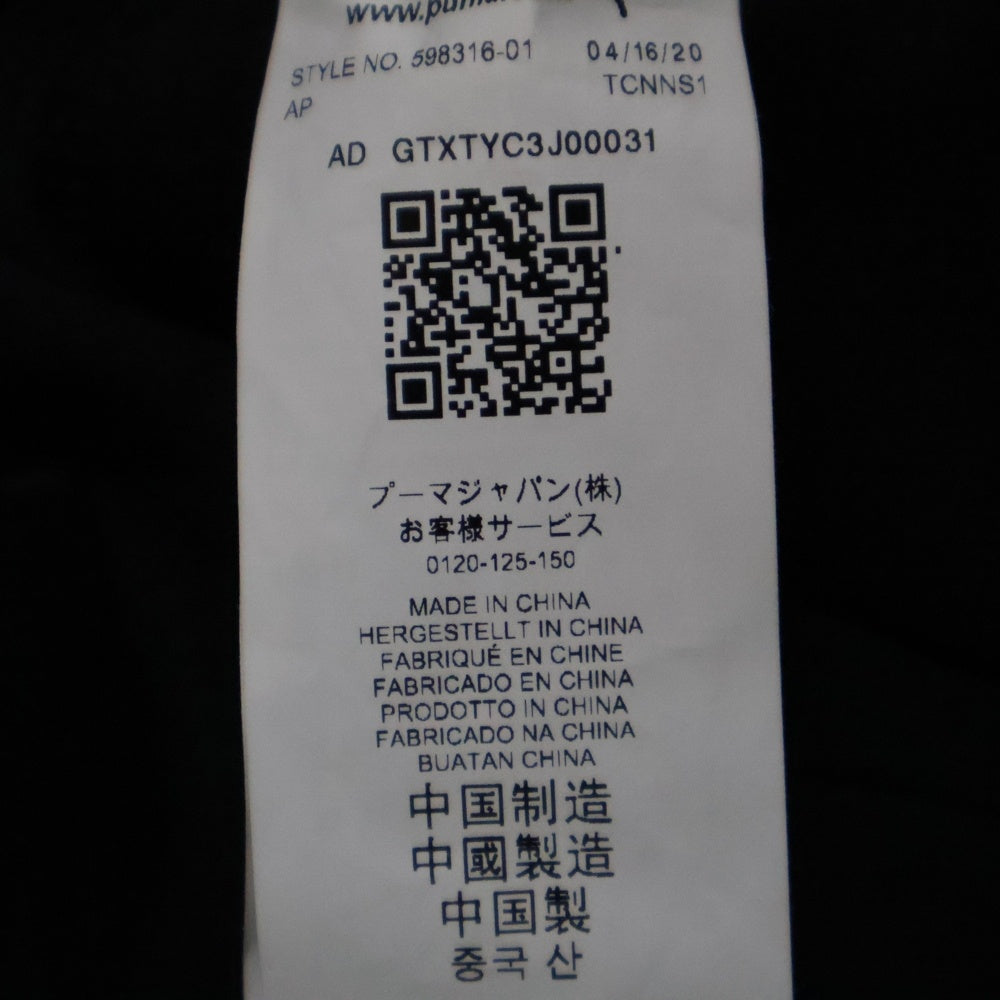 STYLE NO. 598316-01 04/16/20
AP TCNNS1
AD GTXTYC3J00031
プーマジャパン(株)
お客様サービス
0120-125-150
MADE IN CHINA
HERGESTELLT IN CHINA
FABRIQUÉ EN CHINE
FABRICADO EN CHINA
PRODOTTO IN CHINA
FABRICADO NA CHINA
BUATAN CHINA
中国制造
中國製造
中国製
중국 산